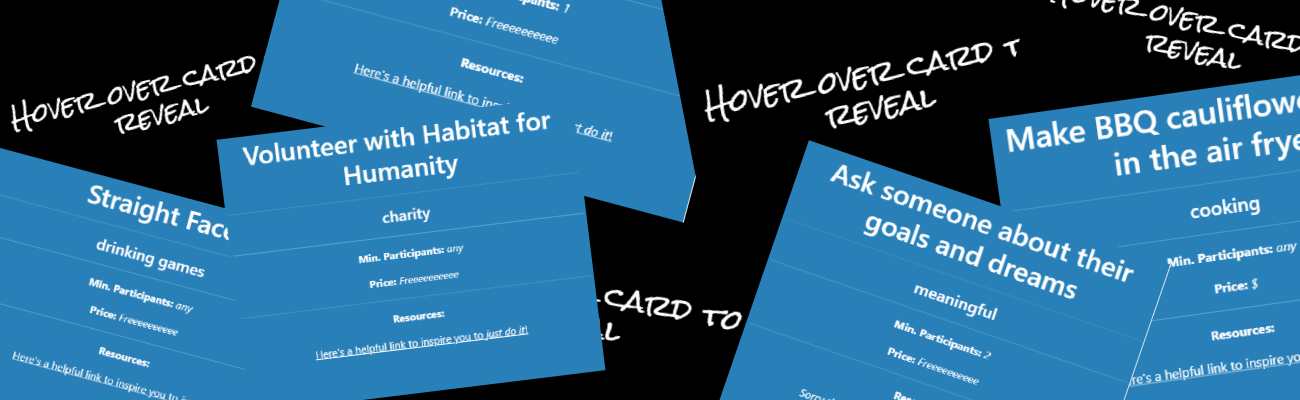 Hover over card
reveal
Participants: 1
Price: Freeeeeeeeee
Resources:
Here's a helpful link to
just do it!
Straight Face
drinking games
Min. Participants: any
Price: Freeeeeeeeee
Resources:
Here's a helpful link to inspire you to
Volunteer with Habitat for
Humanity
charity
Min. Participants: any
Price: Freeeeeeeeee
Resources:
Here's a helpful link to inspire you to just do it!
card to
Hover over card t
reveal
Ask someone about their
goals and dreams
meaningful
Min. Participants: 2
Price: Freeeeeeeeee
Hover over card
reveal
Make BBQ cauliflower
in the air frye
cooking
Min. Participants: any
Price: $
Resources:
Here's a helpful link to inspire you